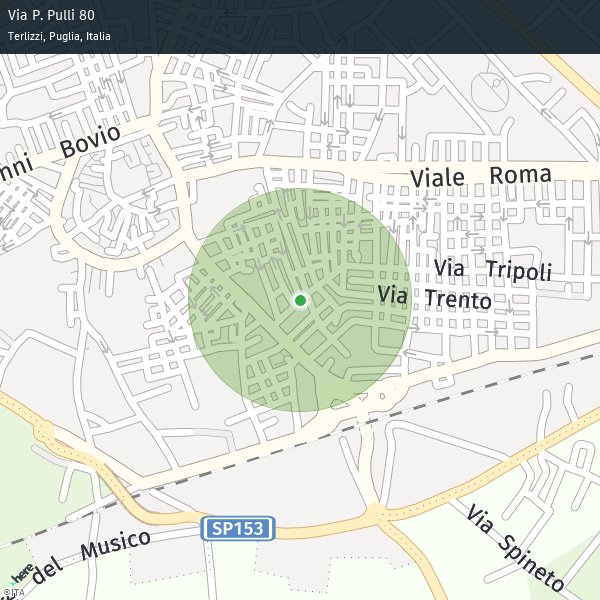 Via P. Pulli 80
Terlizzi, Puglia, Italia
nni Bovio
Viale Roma
Via Tripoli
Via Trento
SP153
del Musico
Via Spineto
here
©ITA